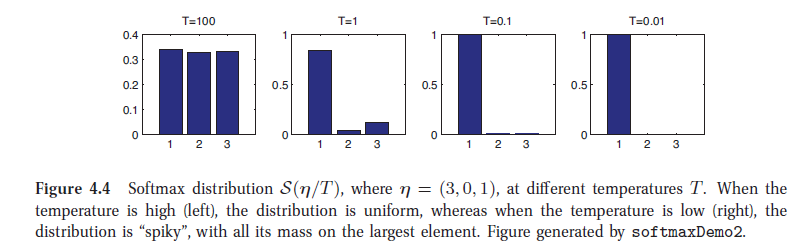 T=100 T=1 T=0.1 T=0.01
0.4 1 1 1
0.3
0.2 0.5 0.5 0.5
0.1
0 0 0 0
1 2 3 1 2 3 1 2 3 1 2 3
Figure 4.4 Softmax distribution S(η/T), where η = (3, 0, 1), at different temperatures T. When the
temperature is high (left), the distribution is uniform, whereas when the temperature is low (right), the
distribution is “spiky”, with all its mass on the largest element. Figure generated by softmaxDemo2.